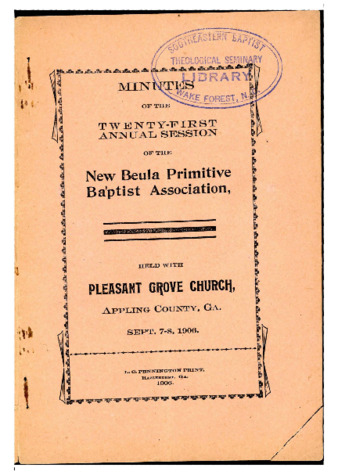 SOUTHEASTERN BAPTIST
THEOLOGICAL SEMINARY
LIBRARY
WAKE FOREST, N.
MINUTES
OF THE
TWENTY-FIRST
ANNUAL SESSION
OF THE
New Beula Primitive
Baptist Association,
HELD WITH
PLEASANT GROVE CHURCH,
APPLING COUNTY, GA.
SEPT. 7-8, 1906.
PENNINGTON PRINT,
GA.
1906.